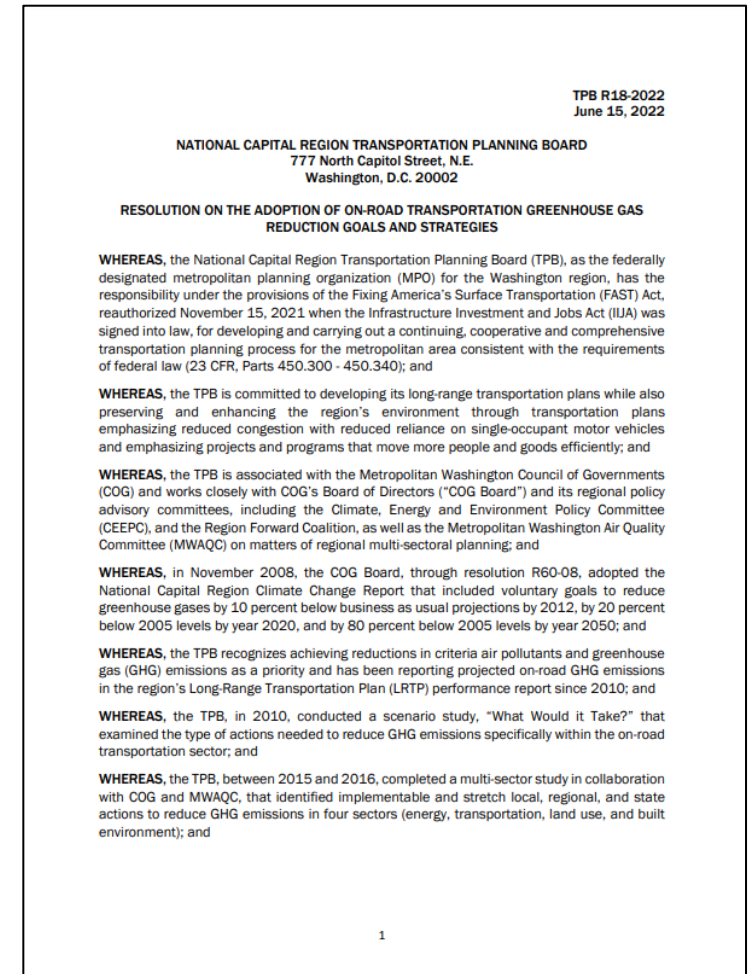 TPB R18-2022
June 15, 2022
NATIONAL CAPITAL REGION TRANSPORTATION PLANNING BOARD
777 North Capitol Street, N.E.
Washington, D.C. 20002
RESOLUTION ON THE ADOPTION OF ON-ROAD TRANSPORTATION GREENHOUSE GAS
REDUCTION GOALS AND STRATEGIES
WHEREAS, the National Capital Region Transportation Planning Board (TPB), as the federally
designated metropolitan planning organization (MPO) for the Washington region, has the
responsibility under the provisions of the Fixing America's Surface Transportation (FAST) Act,
reauthorized November 15, 2021 when the Infrastructure Investment and Jobs Act (IIJA) was
signed into law, for developing and carrying out a continuing, cooperative and comprehensive
transportation planning process for the metropolitan area consistent with the requirements
of federal law (23 CFR, Parts 450.300 - 450.340); and
WHEREAS, the TPB is committed to developing its long-range transportation plans while also
preserving and enhancing the region's environment through transportation plans
emphasizing reduced congestion with reduced reliance on single-occupant motor vehicles
and emphasizing projects and programs that move more people and goods efficiently; and
WHEREAS, the TPB is associated with the Metropolitan Washington Council of Governments
(COG) and works closely with COG's Board of Directors ("COG Board") and its regional policy
advisory committees, including the Climate, Energy and Environment Policy Committee
(CEEPC), and the Region Forward Coalition, as well as the Metropolitan Washington Air Quality
Committee (MWAQC) on matters of regional multi-sectoral planning; and
WHEREAS, in November 2008, the COG Board, through resolution R60-08, adopted the
National Capital Region Climate Change Report that included voluntary goals to reduce
greenhouse gases by 10 percent below business as usual projections by 2012, by 20 percent
below 2005 levels by year 2020, and by 80 percent below 2005 levels by year 2050; and
WHEREAS, the TPB recognizes achieving reductions in criteria air pollutants and greenhouse
gas (GHG) emissions as a priority and has been reporting projected on-road GHG emissions
in the region's Long-Range Transportation Plan (LRTP) performance report since 2010; and
WHEREAS, the TPB, in 2010, conducted a scenario study, "What Would it Take?" that
examined the type of actions needed to reduce GHG emissions specifically within the on-road
transportation sector; and
WHEREAS, the TPB, between 2015 and 2016, completed a multi-sector study in collaboration
with COG and MWAQC, that identified implementable and stretch local, regional, and state
actions to reduce GHG emissions in four sectors (energy, transportation, land use, and built
environment); and
1